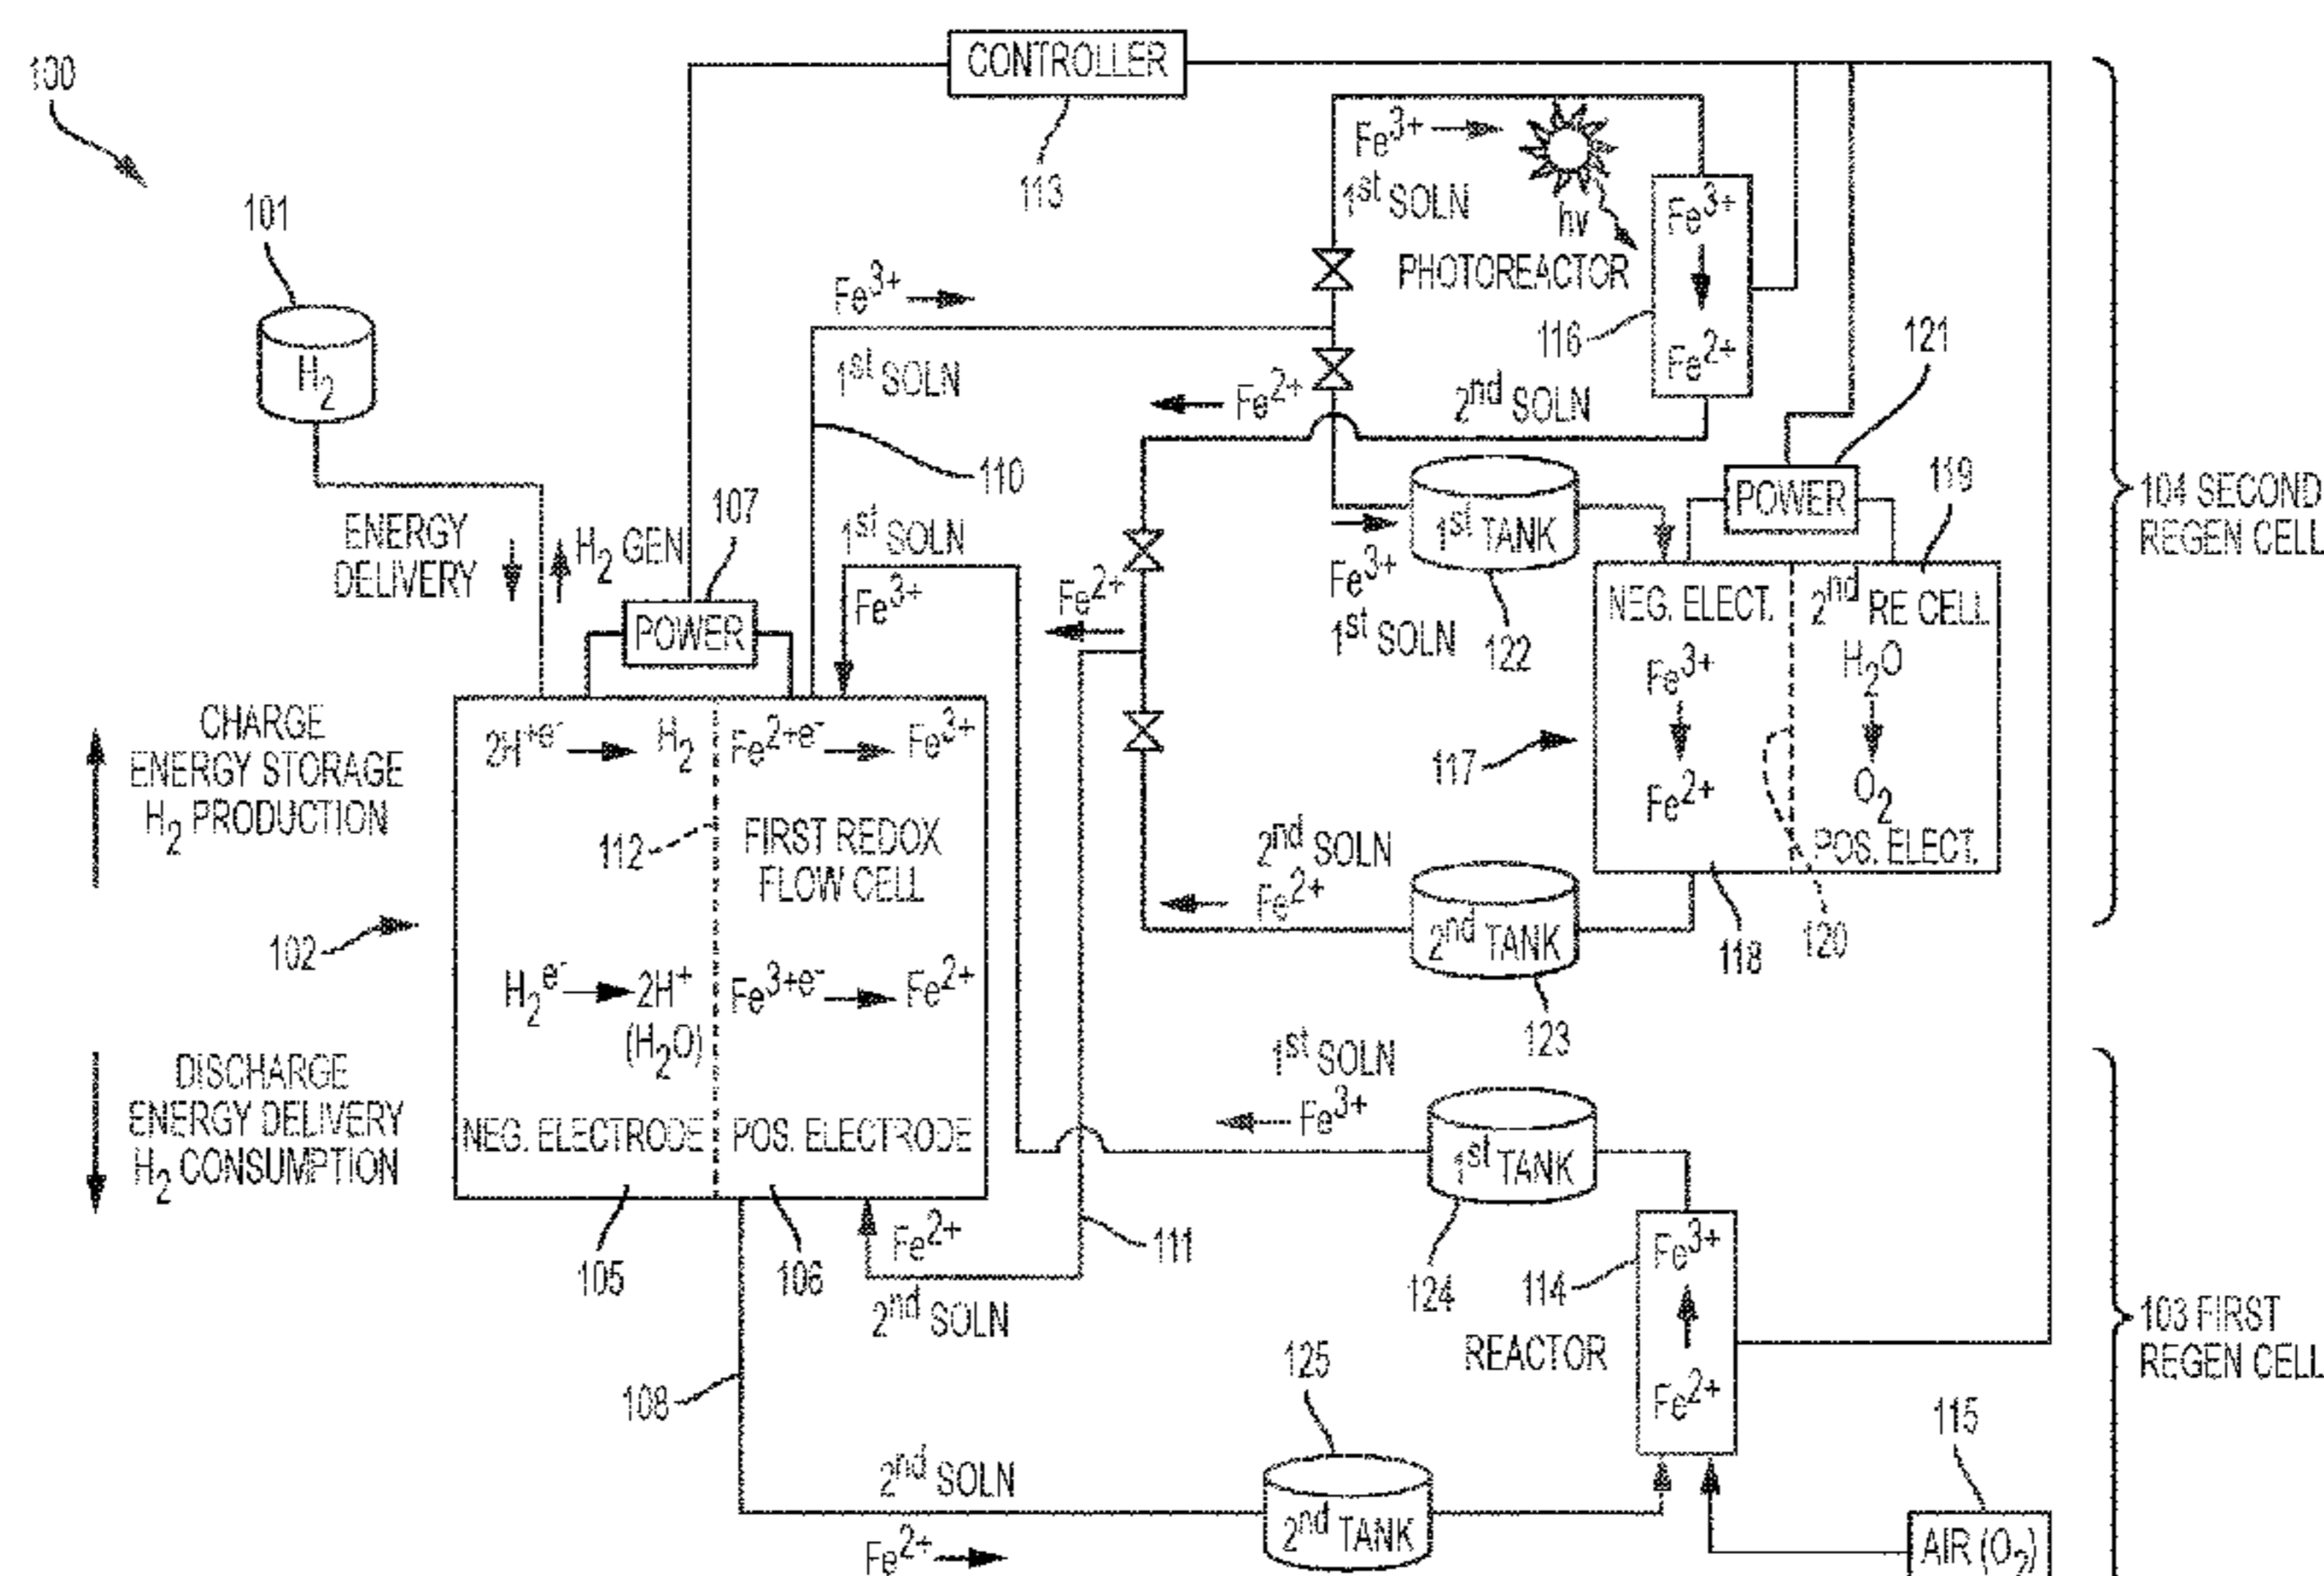 100
CONTROLLER
113
101
H2
Fe3+
1st SOLN
hν
PHOTOREACTOR
Fe3+
Fe2+
116
121
Fe3+
1st SOLN
110
Fe2+
2nd SOLN
ENERGY
DELIVERY
H2 GEN
107
POWER
1st SOLN
Fe3+
Fe2+
1st TANK
122
Fe3+
1st SOLN
POWER
119
104 SECOND
REGEN CELL
NEG. ELECT.
2nd RE CELL
Fe3+
Fe2+
H2O
O2
POS. ELECT.
117
118
120
CHARGE
ENERGY STORAGE
H2 PRODUCTION
2H+e-
H2
Fe2+e-
Fe3+
112
FIRST REDOX
FLOW CELL
102
H2e-
2H+
(H2O)
Fe3+e-
Fe2+
2nd SOLN
Fe2+
2nd TANK
123
DISCHARGE
ENERGY DELIVERY
H2 CONSUMPTION
NEG. ELECTRODE
POS. ELECTRODE
105
106
1st SOLN
Fe3+
1st TANK
124
Fe2+
2nd SOLN
111
114
REACTOR
Fe3+
Fe2+
103 FIRST
REGEN CELL
108
125
2nd SOLN
Fe2+
2nd TANK
115
AIR (O2)